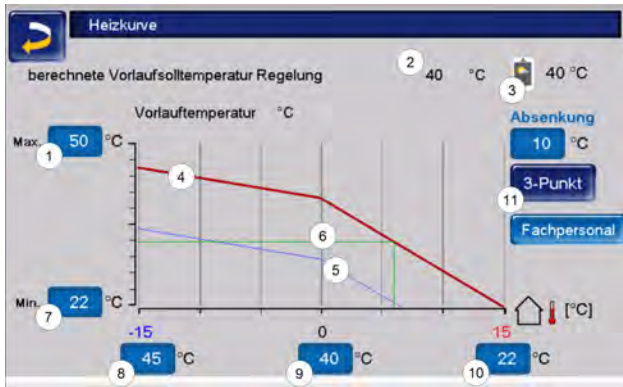 Heizkurve
berechnete Vorlaufsolltemperatur Regelung 2 40 °C 3 40 °C
Vorlauftemperatur °C
Absenkung
Max. 1 50 °C
10 °C
4
3-Punkt
11
6
Fachpersonal
5
Min. 7 22 °C
[°C]
-15 0 15
8 45 °C 9 40 °C 10 22 °C